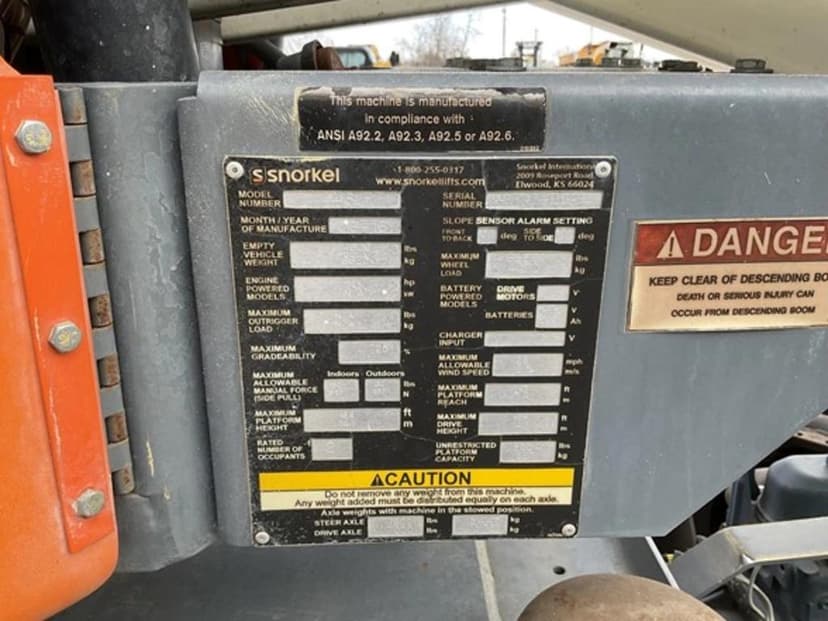 This machine is manufactured
in compliance with
ANSI A92.2, A92.3, A92.5 or A92.6.
snorkel
1-800-255-0317
www.snorkellifts.com
Snorkel International
2009 Roseport Road
Elwood, KS 66024
MODEL
NUMBER
MONTH / YEAR
OF MANUFACTURE
EMPTY
VEHICLE
WEIGHT
lbs
kg
ENGINE
POWERED
MODELS
hp
kw
MAXIMUM
OUTRIGGER
LOAD
lbs
kg
MAXIMUM
GRADEABILITY
%
MAXIMUM
ALLOWABLE
MANUAL FORCE
(SIDE PULL)
Indoors Outdoors
lbs
N
MAXIMUM
PLATFORM
HEIGHT
ft
m
RATED
NUMBER OF
OCCUPANTS
SERIAL
NUMBER
SLOPE SENSOR ALARM SETTING
FRONT
TO BACK
deg
SIDE
TO SIDE
deg
MAXIMUM
WHEEL
LOAD
lbs
kg
BATTERY
POWERED
MODELS
DRIVE
MOTORS
V
BATTERIES
V
Ah
CHARGER
INPUT
V
MAXIMUM
ALLOWABLE
WIND SPEED
mph
m/s
MAXIMUM
PLATFORM
REACH
ft
m
MAXIMUM
DRIVE
HEIGHT
ft
m
UNRESTRICTED
PLATFORM
CAPACITY
lbs
kg
CAUTION
Do not remove any weight from this machine.
Any weight added must be distributed equally on each axle.
Axle weights with machine in the stowed position.
STEER AXLE lbs kg
DRIVE AXLE lbs kg
DANGE
KEEP CLEAR OF DESCENDING BO
DEATH OR SERIOUS INJURY CAN
OCCUR FROM DESCENDING BOOM